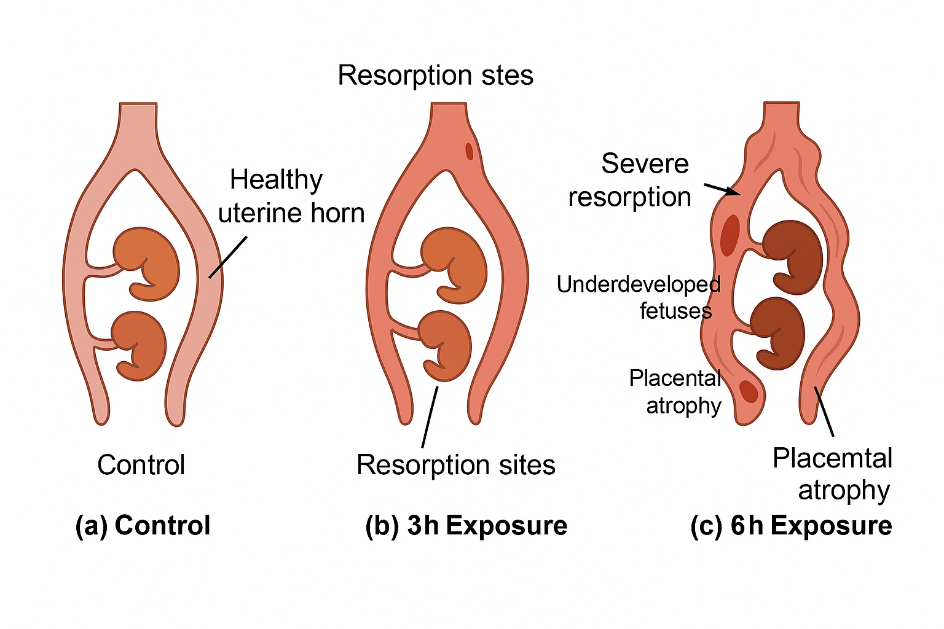 Resorption stes
Healthy
uterine horn
Severe
resorption
Underdeveloped
fetuses
Placental
atrophy
Control
Resorption sites
Placemtal
atrophy
(a) Control
(b) 3h Exposure
(c) 6h Exposure